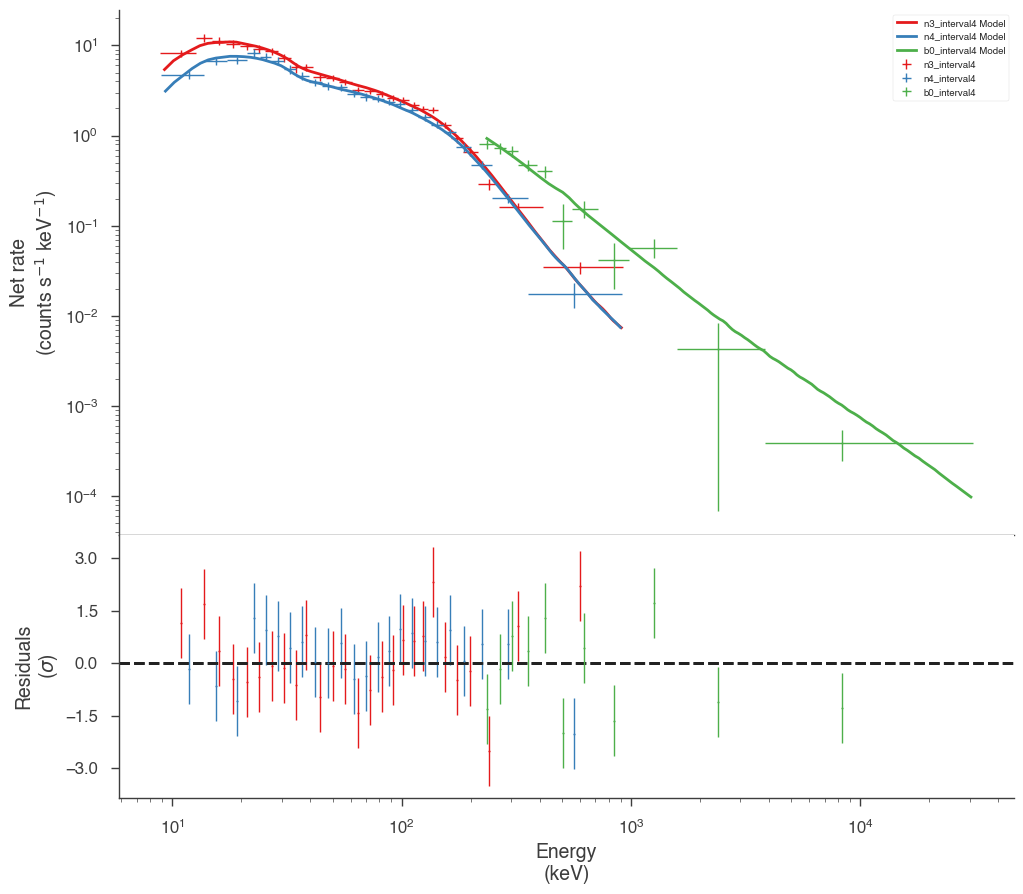 n3_interval4 Model
n4_interval4 Model
b0_interval4 Model
n3_interval4
n4_interval4
b0_interval4
10¹
10⁰
10⁻¹
10⁻²
10⁻³
10⁻⁴
Net rate
(counts s⁻¹ keV⁻¹)
3.0
1.5
0.0
−1.5
−3.0
Residuals
(σ)
10¹ 10² 10³ 10⁴
Energy
(keV)